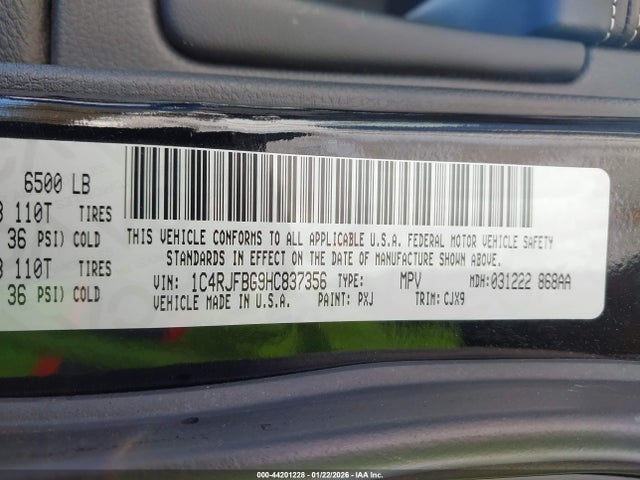 6500 LB
110T TIRES
36 PSI) COLD
110T TIRES
36 PSI) COLD
THIS VEHICLE CONFORMS TO ALL APPLICABLE U.S.A. FEDERAL MOTOR VEHICLE SAFETY
STANDARDS IN EFFECT ON THE DATE OF MANUFACTURE SHOWN ABOVE.
VIN: 1C4RJFBG9HC837356 TYPE: MPV MDH: 031222 868AA
VEHICLE MADE IN U.S.A. PAINT: PXJ TRIM: CJX9
000-44201228 - 01/22/2026 - IAA Inc.